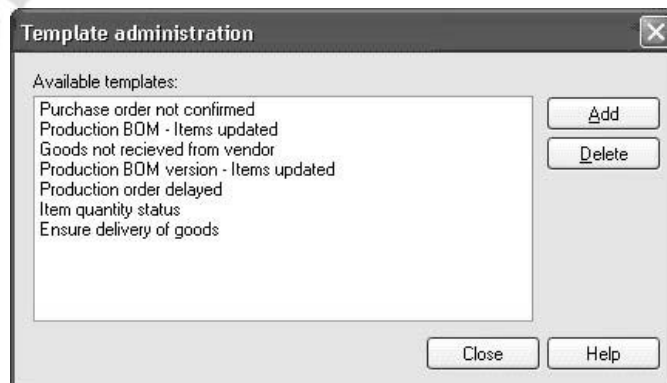 Template administration
Available templates:
Purchase order not confirmed
Production BOM - Items updated
Goods not recieved from vendor
Production BOM version - Items updated
Production order delayed
Item quantity status
Ensure delivery of goods
Add
Delete
Close
Help